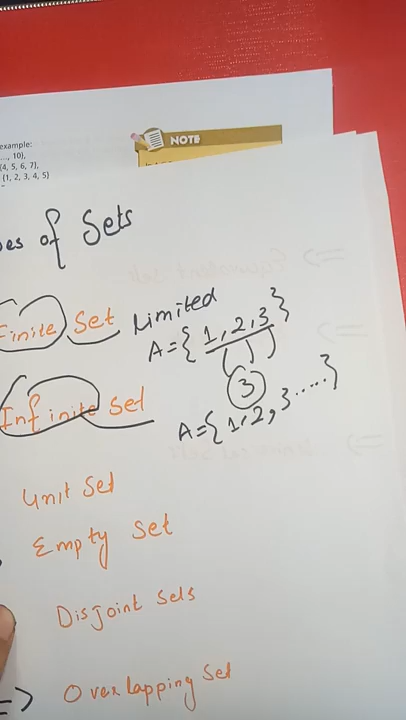 example:
..., 10},
{4, 5, 6, 7},
{1, 2, 3, 4, 5}
NOTE
es of Sets
Finite Set Limited
A={1,2,3}
3
Infinite Set
A={1,2,3.....}
Unit Set
Empty Set
Disjoint Sets
=> Overlapping Set